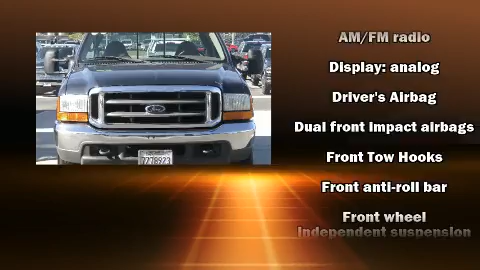 AM/FM radio
Display: analog
Driver's Airbag
Dual front impact airbags
Front Tow Hooks
Front anti-roll bar
Front wheel
independent suspension
Ford